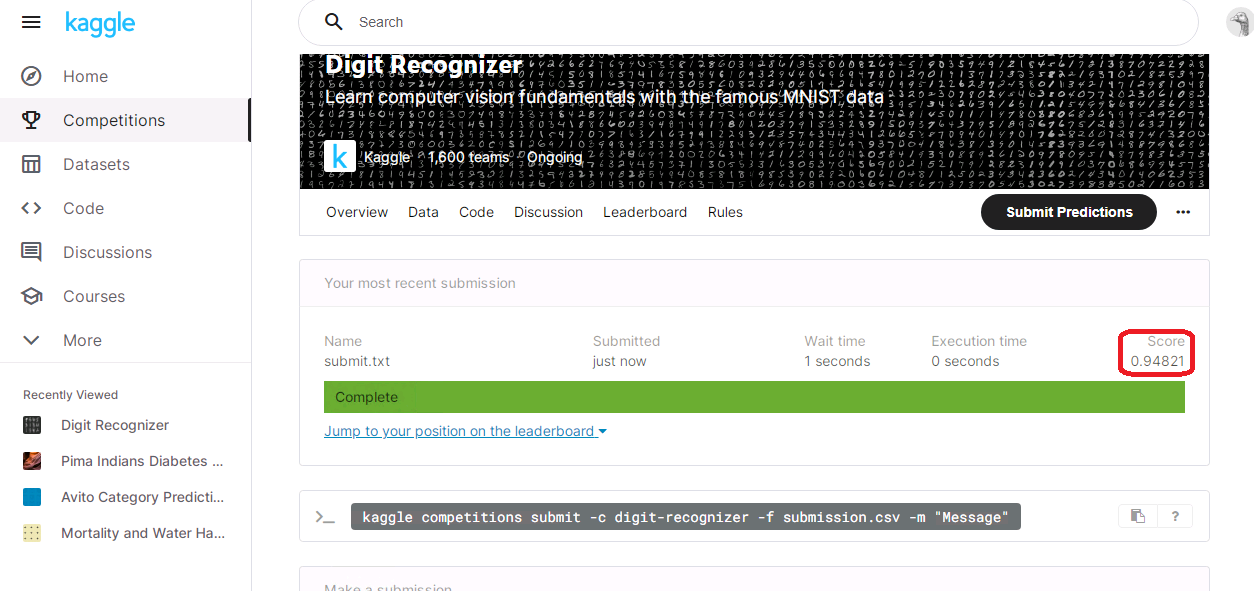 kaggle
Search
Home
Competitions
Datasets
Code
Discussions
Courses
More
Recently Viewed
Digit Recognizer
Pima Indians Diabetes ...
Avito Category Predicti...
Mortality and Water Ha...
Digit Recognizer
Learn computer vision fundamentals with the famous MNIST data
k Kaggle · 1,600 teams · Ongoing
Overview Data Code Discussion Leaderboard Rules Submit Predictions ...
Your most recent submission
Name Submitted Wait time Execution time Score
submit.txt just now 1 seconds 0 seconds 0.94821
Complete
Jump to your position on the leaderboard
>_ kaggle competitions submit -c digit-recognizer -f submission.csv -m "Message" ?
Make a submission